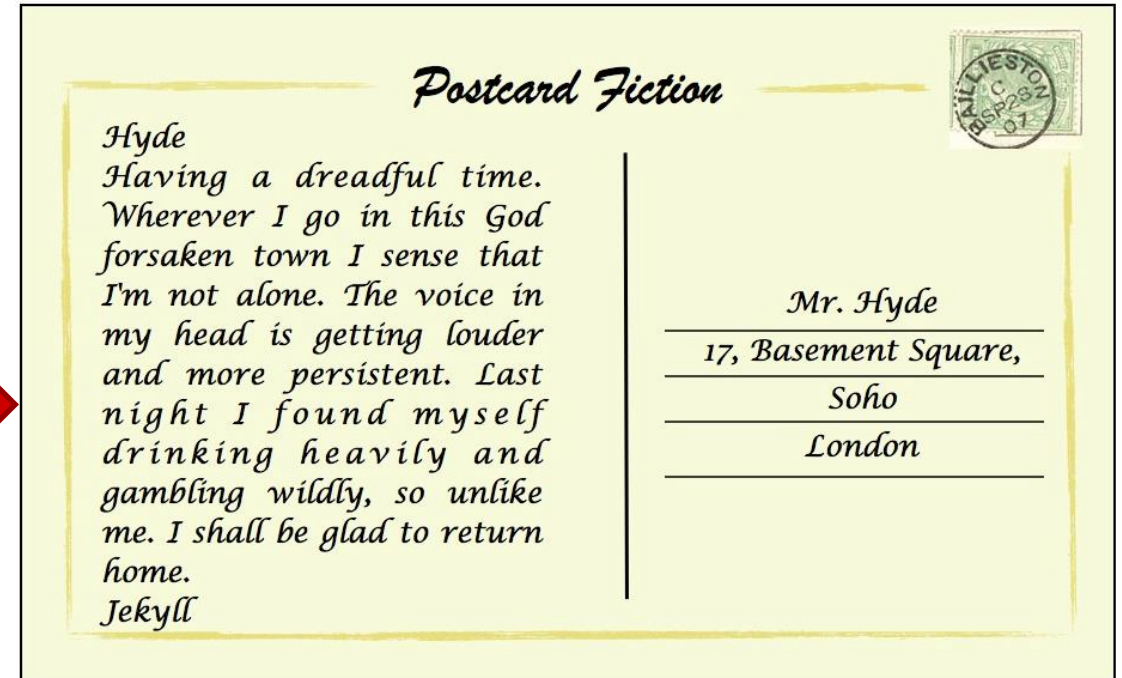 Postcard Fiction
BAILLIESTON
C
SP 28
07
Hyde
Having a dreadful time.
Wherever I go in this God
forsaken town I sense that
I'm not alone. The voice in
my head is getting louder
and more persistent. Last
night I found myself
drinking heavily and
gambling wildly, so unlike
me. I shall be glad to return
home.
Jekyll
Mr. Hyde
17, Basement Square,
Soho
London